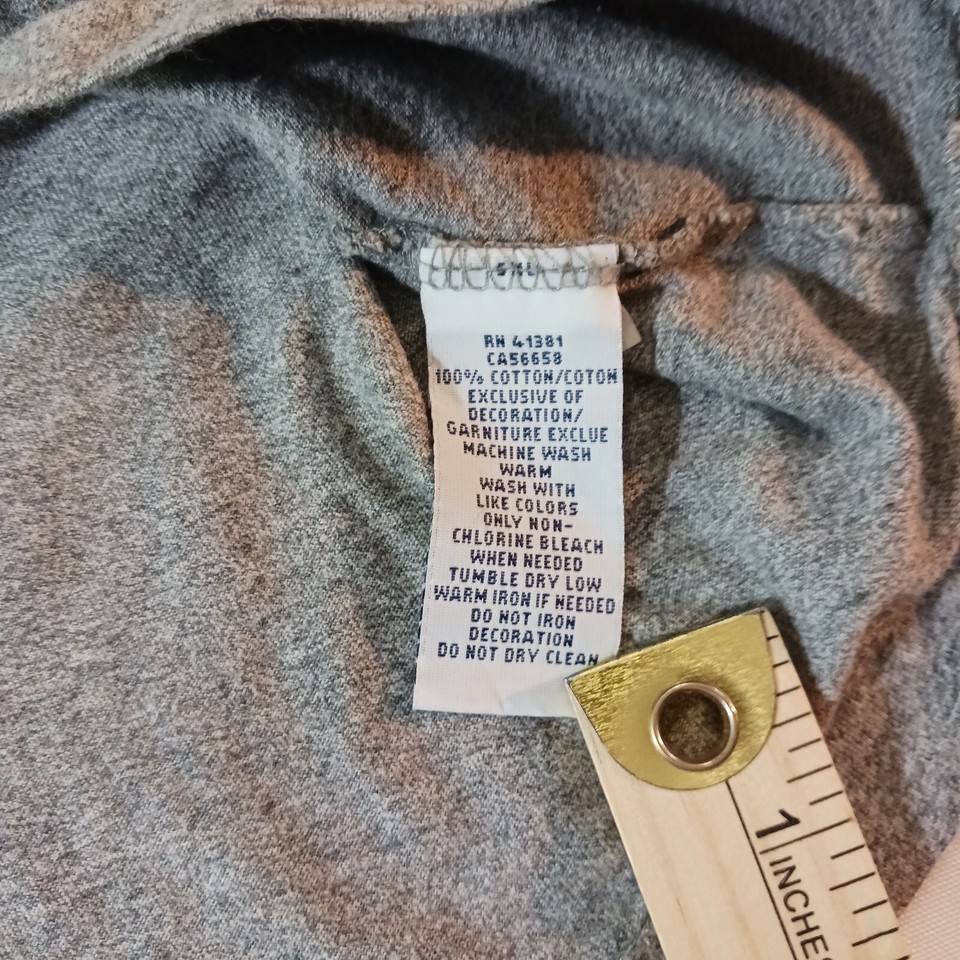 RN 41381
CA56658
100% COTTON/COTON
EXCLUSIVE OF
DECORATION/
GARNITURE EXCLUE
MACHINE WASH
WARM
WASH WITH
LIKE COLORS
ONLY NON-
CHLORINE BLEACH
WHEN NEEDED
TUMBLE DRY LOW
WARM IRON IF NEEDED
DO NOT IRON
DECORATION
DO NOT DRY CLEAN
1
INCHES